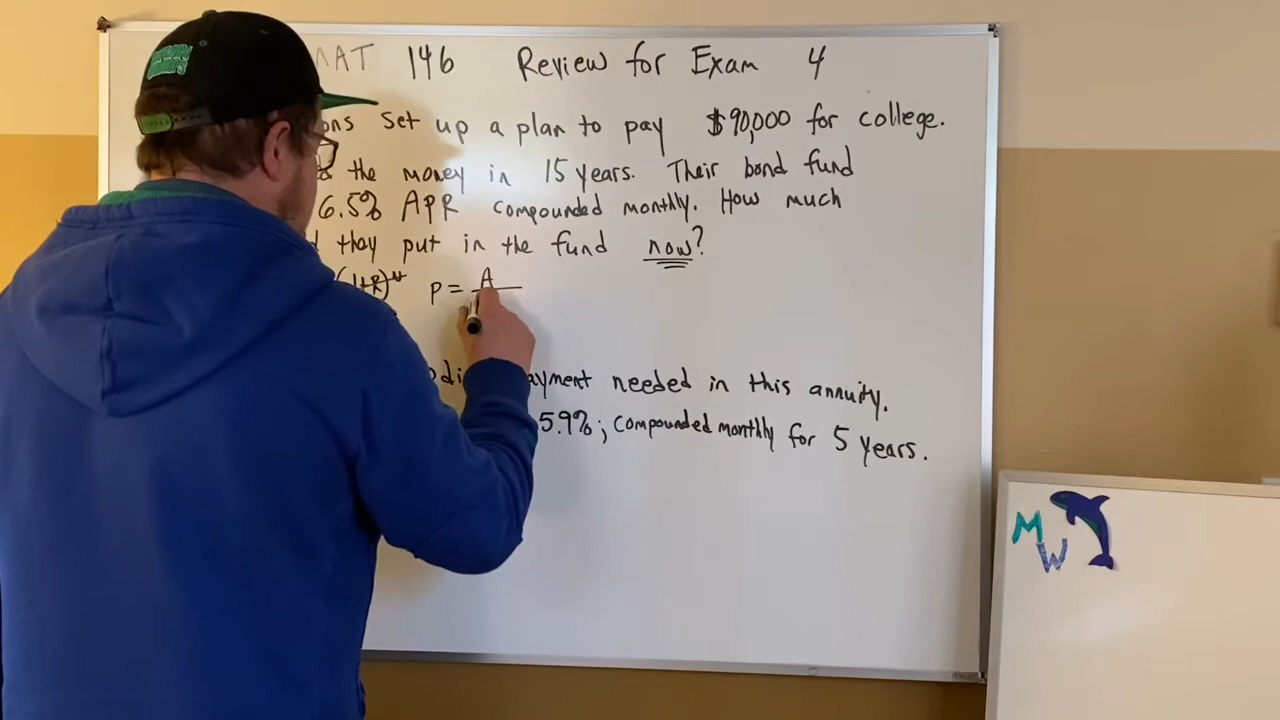 MAT 146 Review for Exam 4
set up a plan to pay $90,000 for college.
the money in 15 years. Their bond fund
6.5% APR compounded monthly. How much
they put in the fund now?
(1+R) P = A
payment needed in this annuity.
5.9%; compounded monthly for 5 years.
M
W